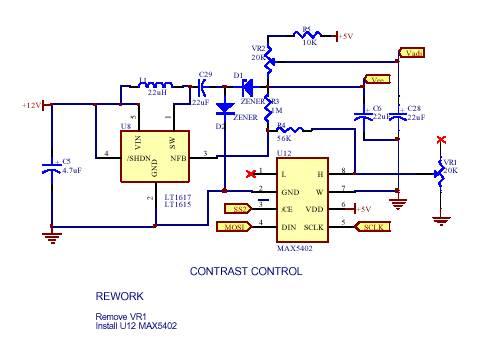 R5
10K
+5V
VR2
20K
Vadj
L1
22uH
C29
22uF
D1
ZENER
Vee
+12V
R3
1M
C6
22uF
C28
22uF
ZENER
D2
U8
5
1
VIN
SW
R4
56K
4
/SHDN
NFB
3
GND
2
LT1617
LT1615
C5
4.7uF
U12
1
L
H
8
VR1
20K
2
GND
W
7
SS2
3
/CE
VDD
6
+5V
MOSI
4
DIN
SCLK
5
SCLK
MAX5402
CONTRAST CONTROL
REWORK
Remove VR1
Install U12 MAX5402